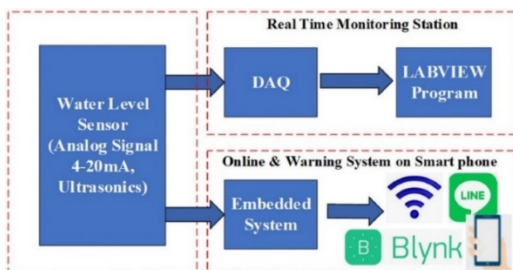 Real Time Monitoring Station
Water Level
Sensor
(Analog Signal
4-20mA,
Ultrasonics)
DAQ
LABVIEW
Program
Online & Warning System on Smart phone
Embedded
System
LINE
B
Blynk